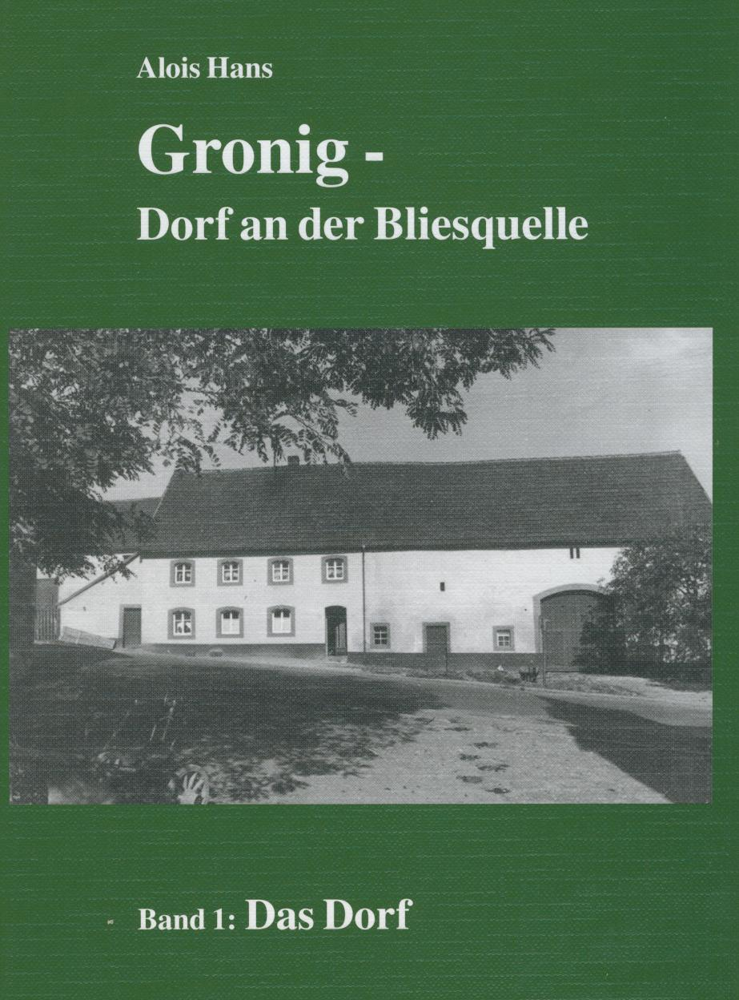 Alois Hans
Gronig -
Dorf an der Bliesquelle
Band 1: Das Dorf